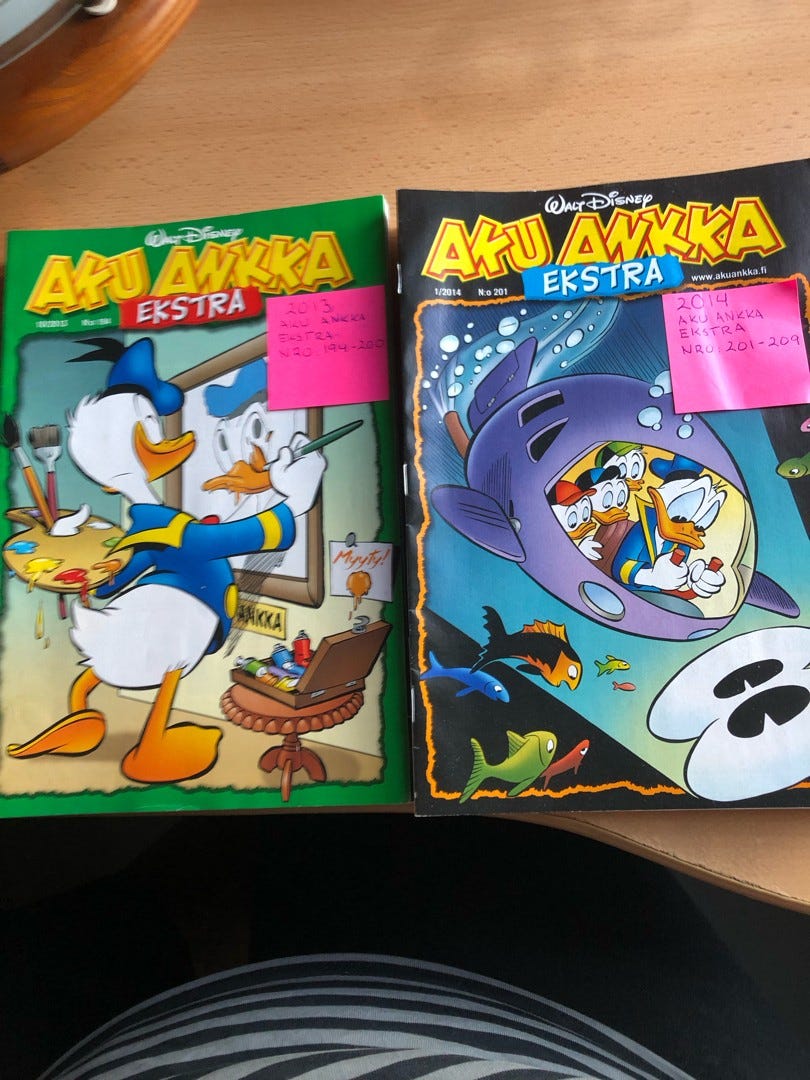 WALT DISNEY
AKU ANKKA
EKSTRA
2013
AKU ANKKA
EKSTRA
NRO: 194-200
Myyty!
ANKKA
WALT DISNEY
AKU ANKKA
EKSTRA
www.akuankka.fi
1/2014 N:o 201
2014
AKU ANKKA
EKSTRA
NRO: 201-209